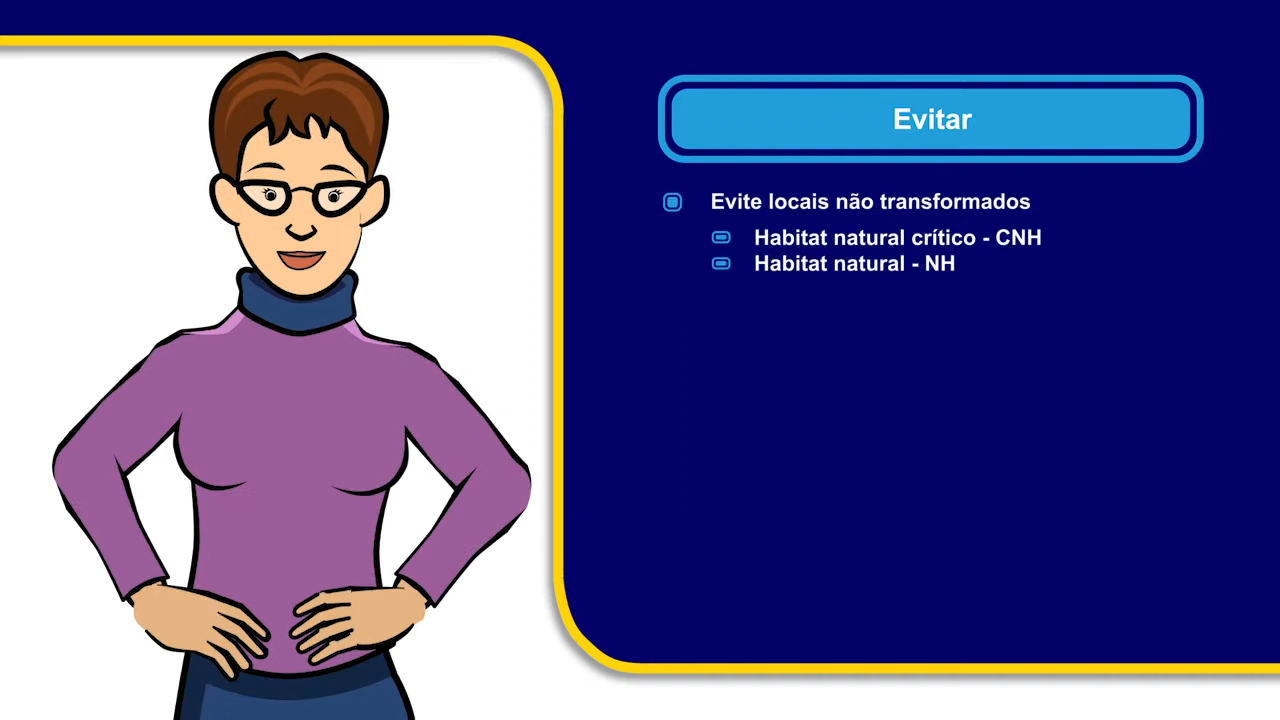 Evitar
Evite locais não transformados
Habitat natural crítico - CNH
Habitat natural - NH